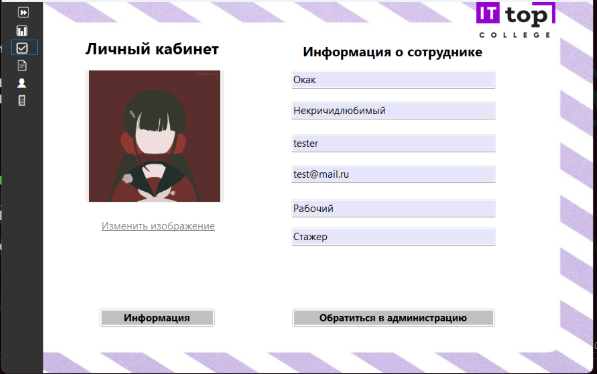 IT top
COLLEGE
Личный кабинет
Информация о сотруднике
Окак
Некричидлюбимый
tester
test@mail.ru
Изменить изображение
Рабочий
Стажер
Информация
Обратиться в администрацию